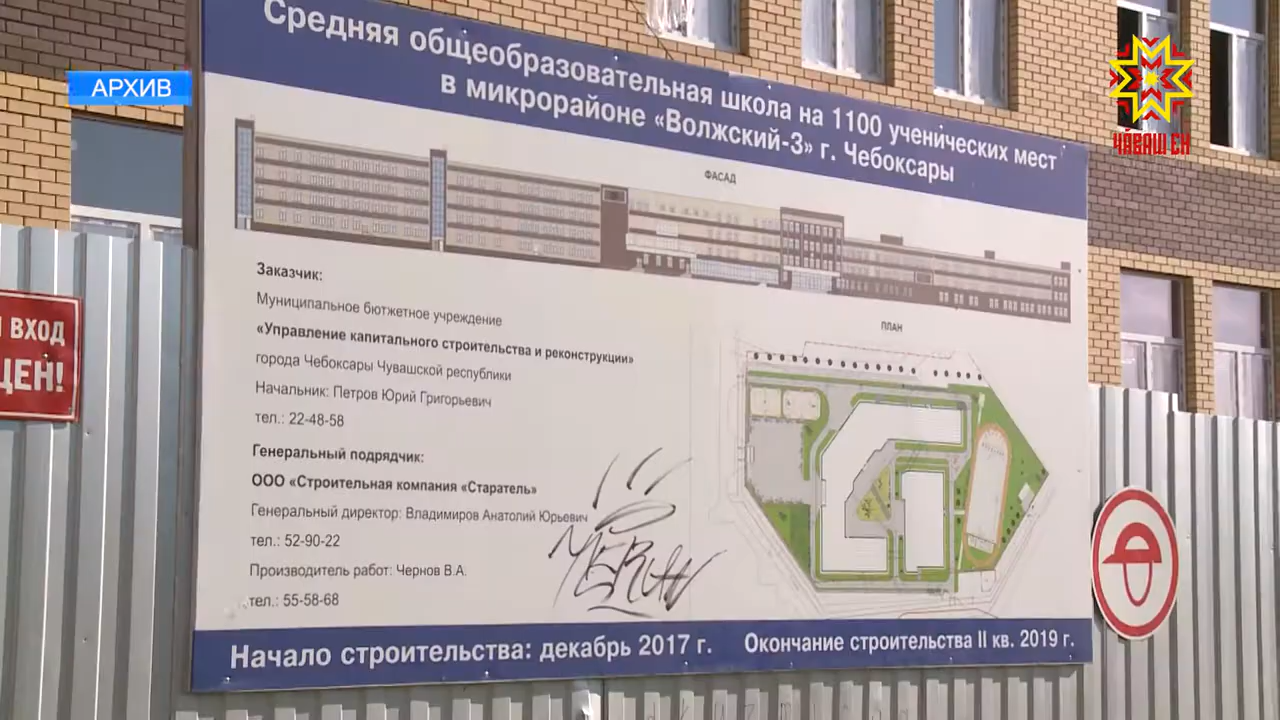 АРХИВ
ЧӐВАШ ЕН
Средняя общеобразовательная школа на 1100 ученических мест
в микрорайоне «Волжский-3» г. Чебоксары
ФАСАД
Заказчик:
Муниципальное бютжетное учреждение
«Управление капитального строительства и реконструкции»
города Чебоксары Чувашской республики
Начальник: Петров Юрий Григорьевич
тел.: 22-48-58
Генеральный подрядчик:
ООО «Строительная компания «Старатель»
Генеральный директор: Владимиров Анатолий Юрьевич
тел.: 52-90-22
Производитель работ: Чернов В.А.
тел.: 55-58-68
ПЛАН
Начало строительства: декабрь 2017 г. Окончание строительства II кв. 2019 г.
ВХОД
ЩЕН!